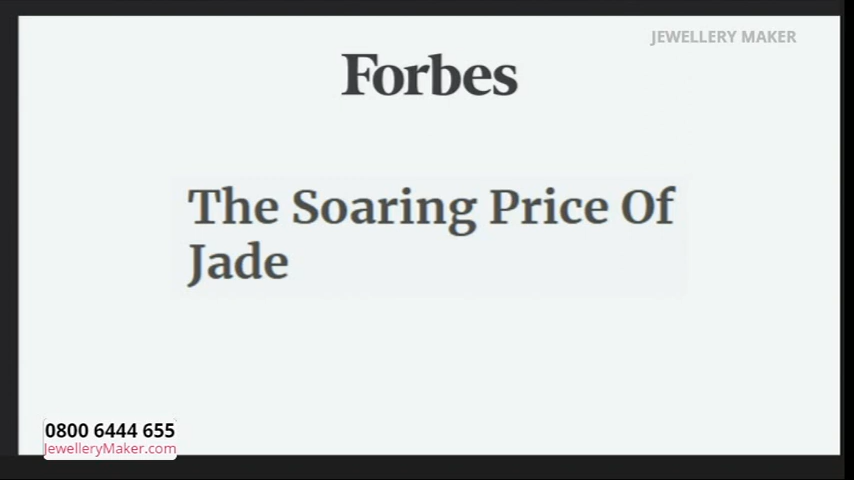 JEWELLERY MAKER
Forbes
The Soaring Price Of
Jade
0800 6444 655
JewelleryMaker.com